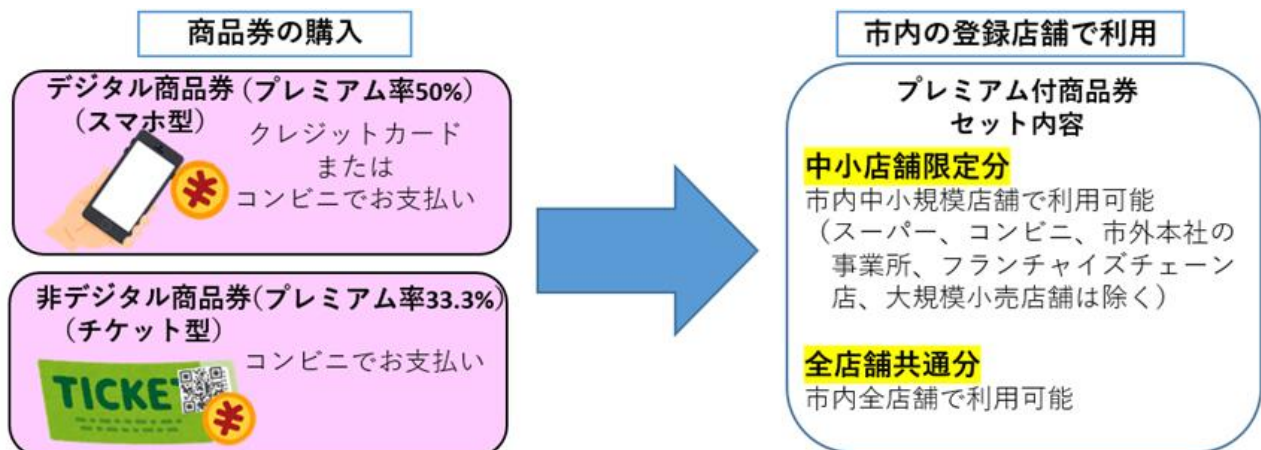 商品券の購入
デジタル商品券(プレミアム率50%)
(スマホ型)
クレジットカード
または
コンビニでお支払い
非デジタル商品券(プレミアム率33.3%)
(チケット型)
コンビニでお支払い
TICKE
市内の登録店舗で利用
プレミアム付商品券
セット内容
中小店舗限定分
市内中小規模店舗で利用可能
(スーパー、コンビニ、市外本社の
事業所、フランチャイズチェーン
店、大規模小売店舗は除く)
全店舗共通分
市内全店舗で利用可能